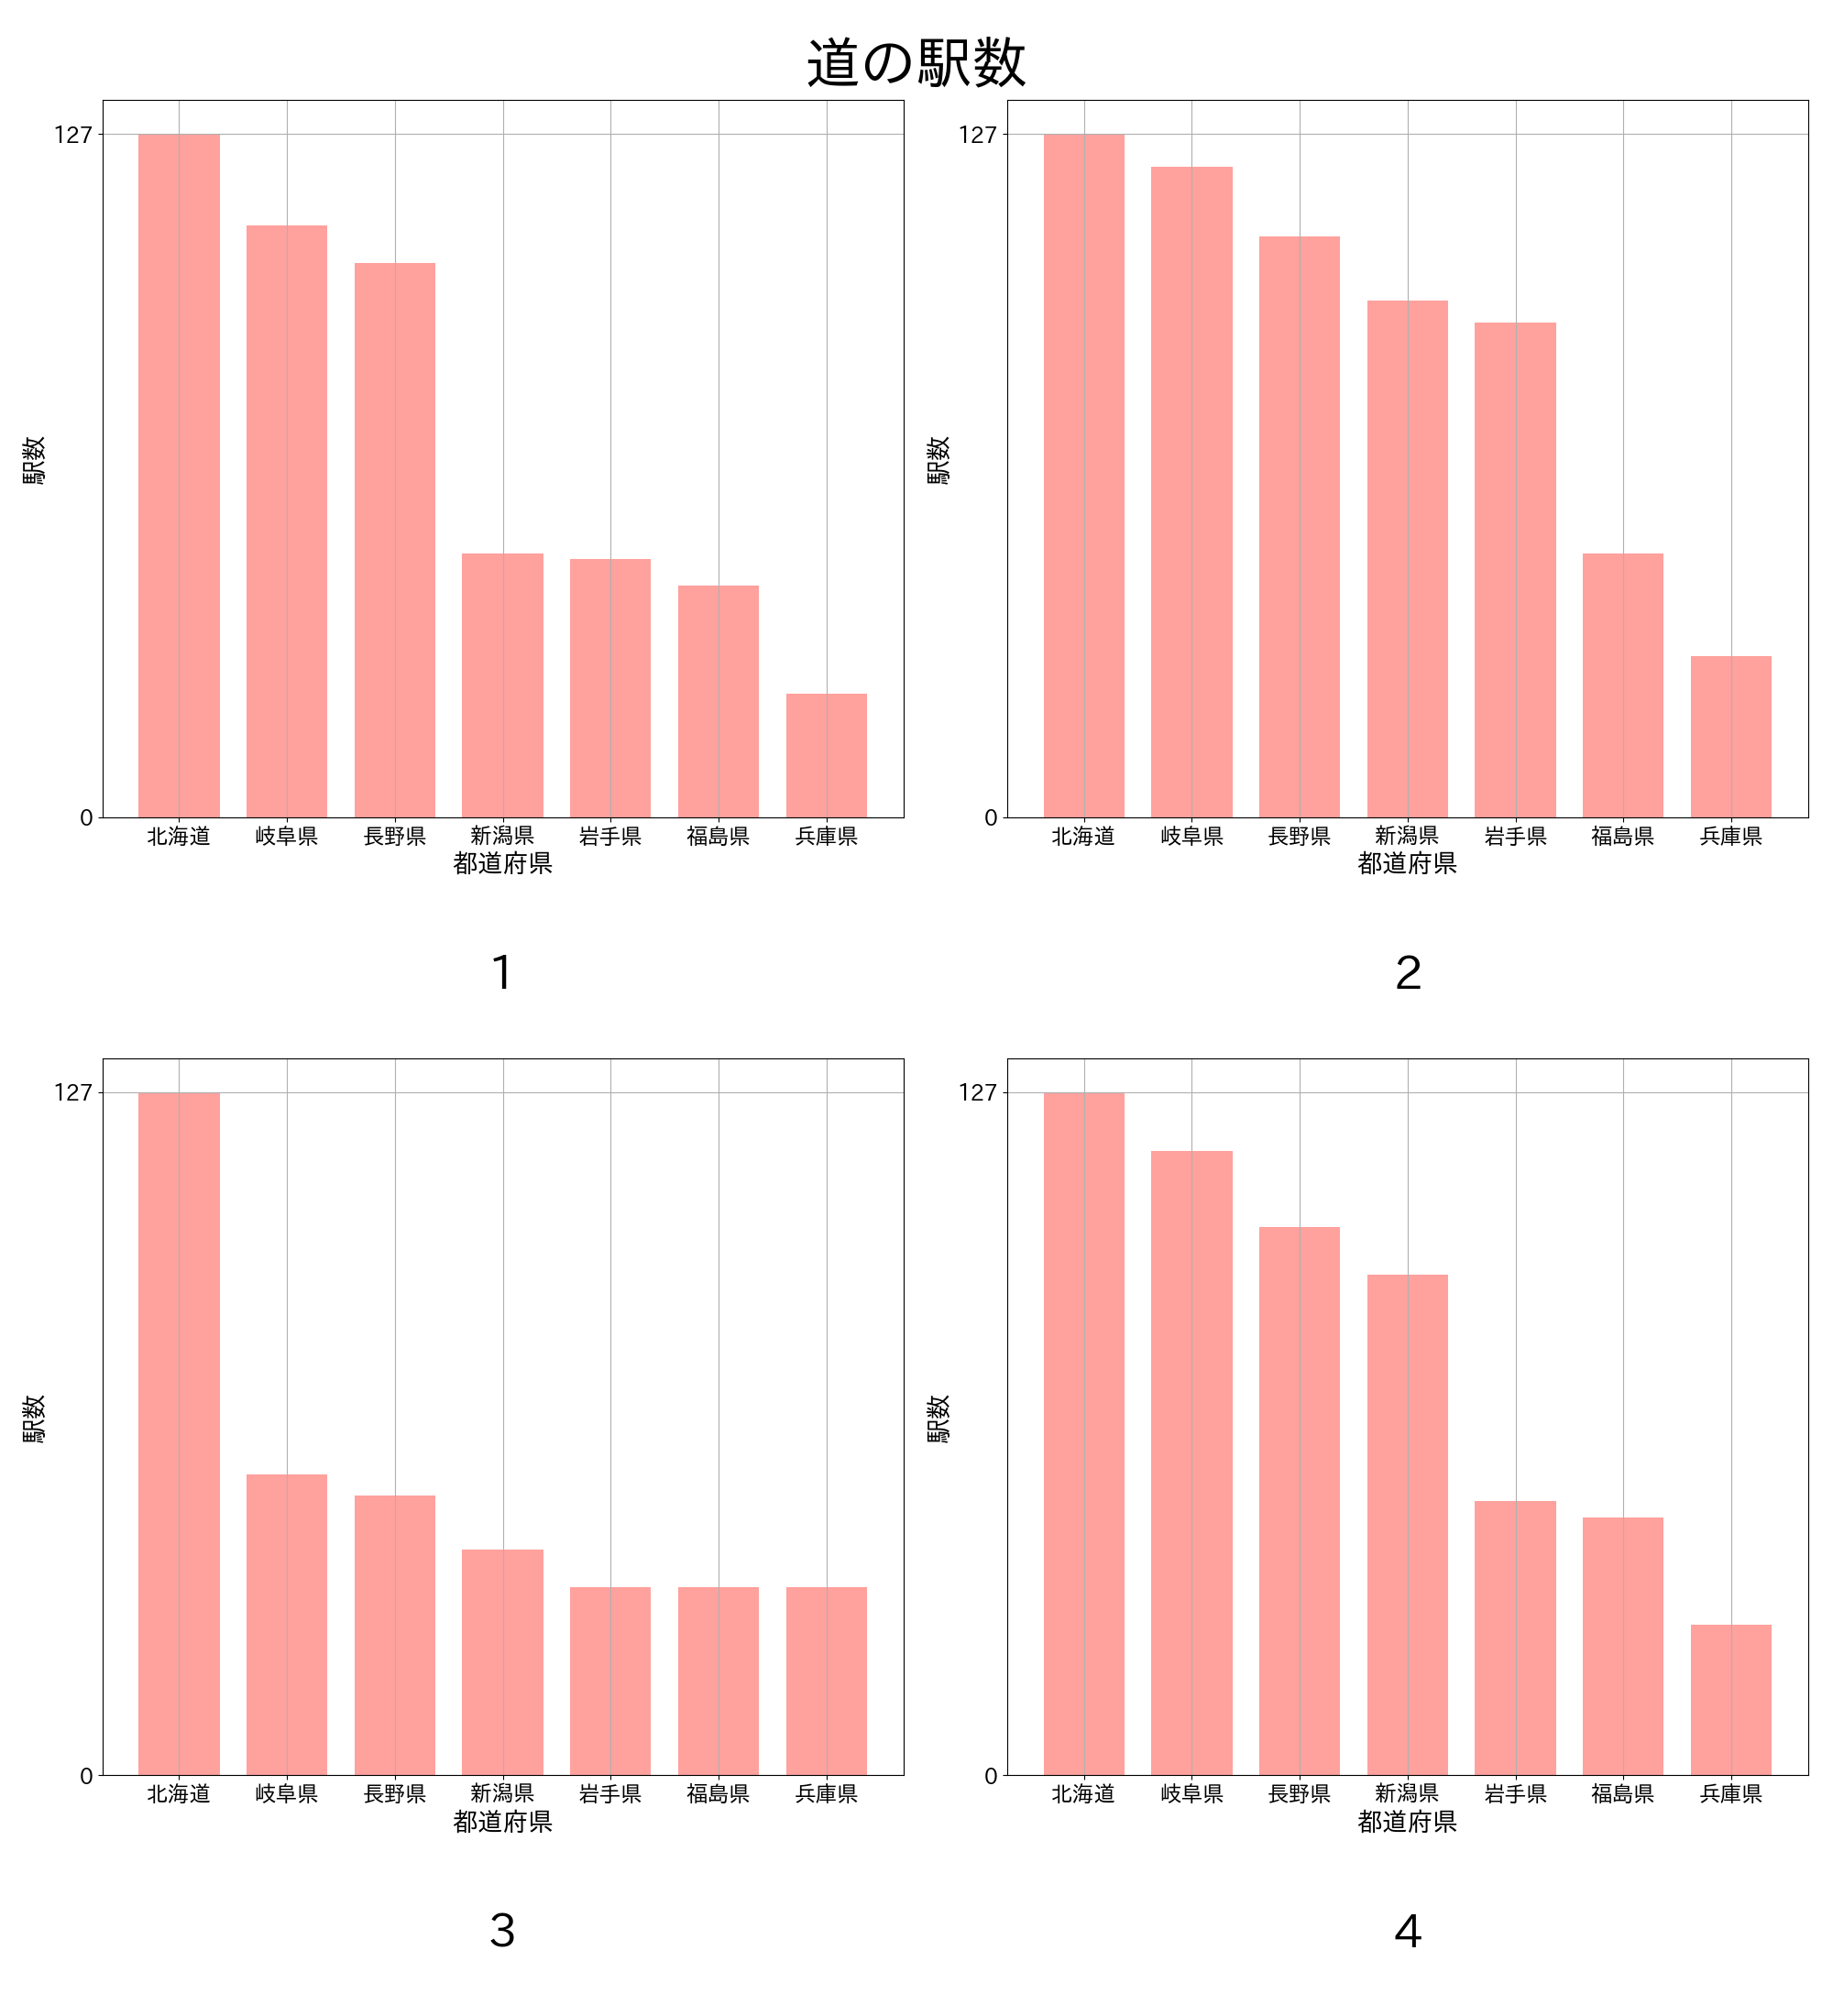 道の駅数
127
0
駅数
北海道 岐阜県 長野県 新潟県 岩手県 福島県 兵庫県
都道府県
1
127
0
駅数
北海道 岐阜県 長野県 新潟県 岩手県 福島県 兵庫県
都道府県
2
127
0
駅数
北海道 岐阜県 長野県 新潟県 岩手県 福島県 兵庫県
都道府県
3
127
0
駅数
北海道 岐阜県 長野県 新潟県 岩手県 福島県 兵庫県
都道府県
4